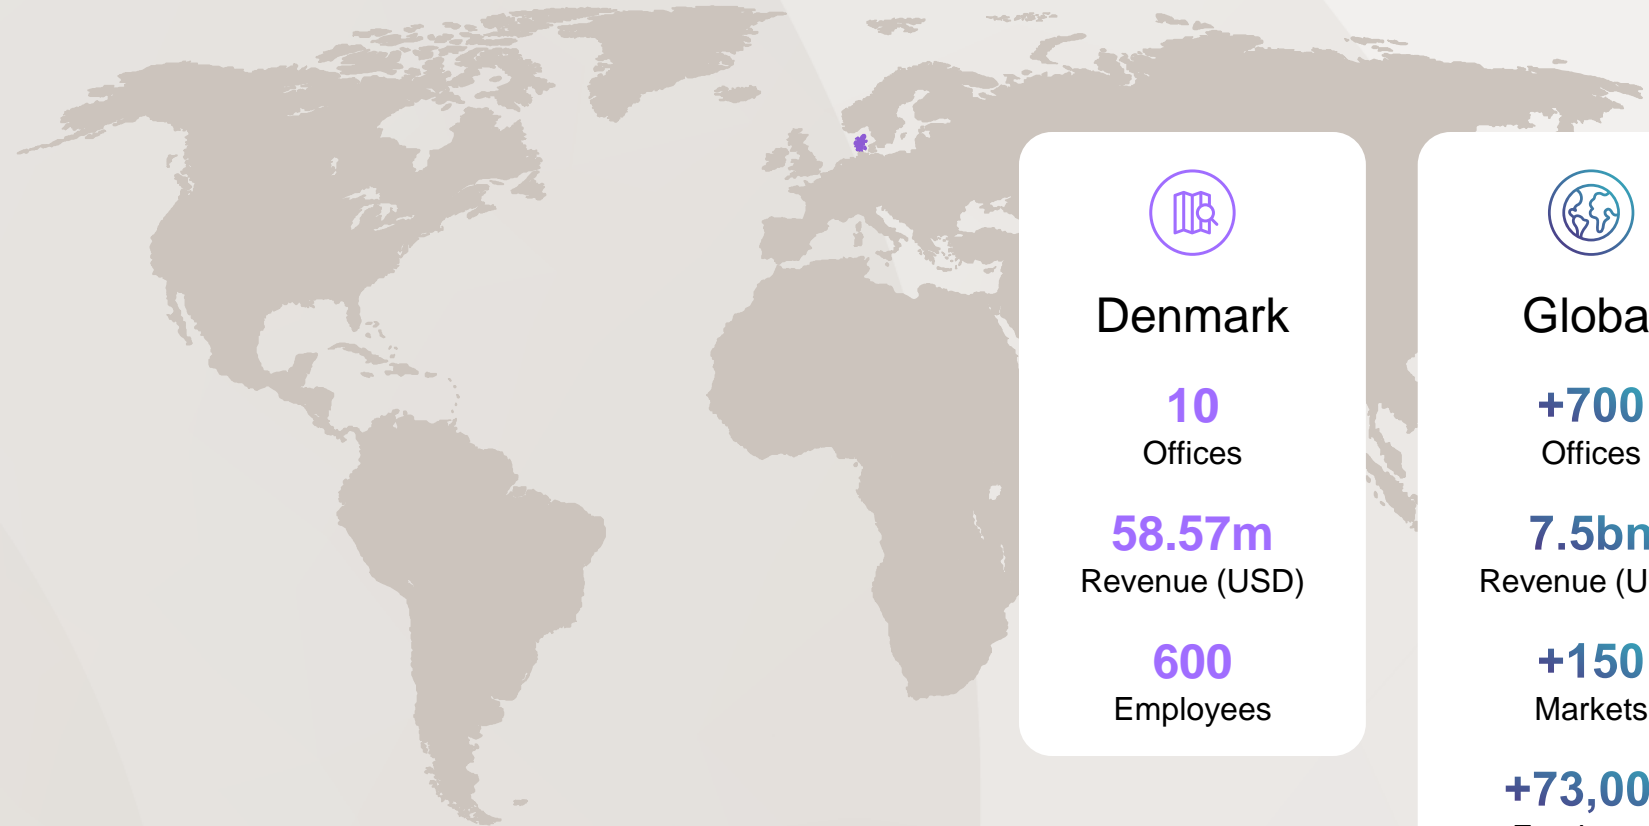 Denmark
10
Offices
58.57m
Revenue (USD)
600
Employees
Globa
+700
Offices
7.5bn
Revenue (U
+150
Markets
+73,00